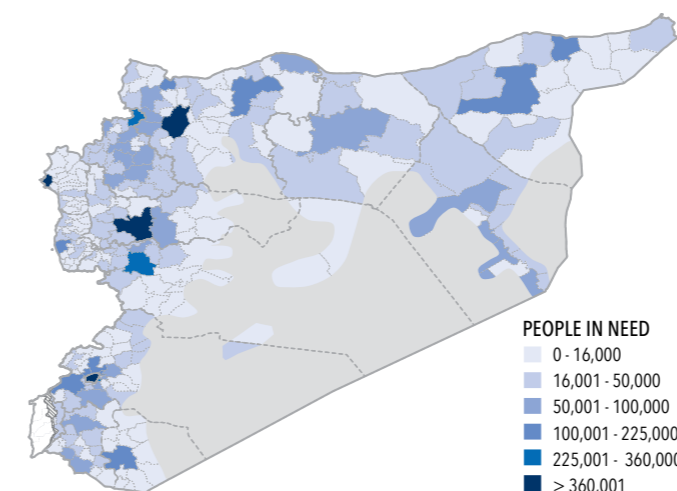 PEOPLE IN NEED
0 - 16,000
16,001 - 50,000
50,001 - 100,000
100,001 - 225,000
225,001 - 360,000
> 360,001